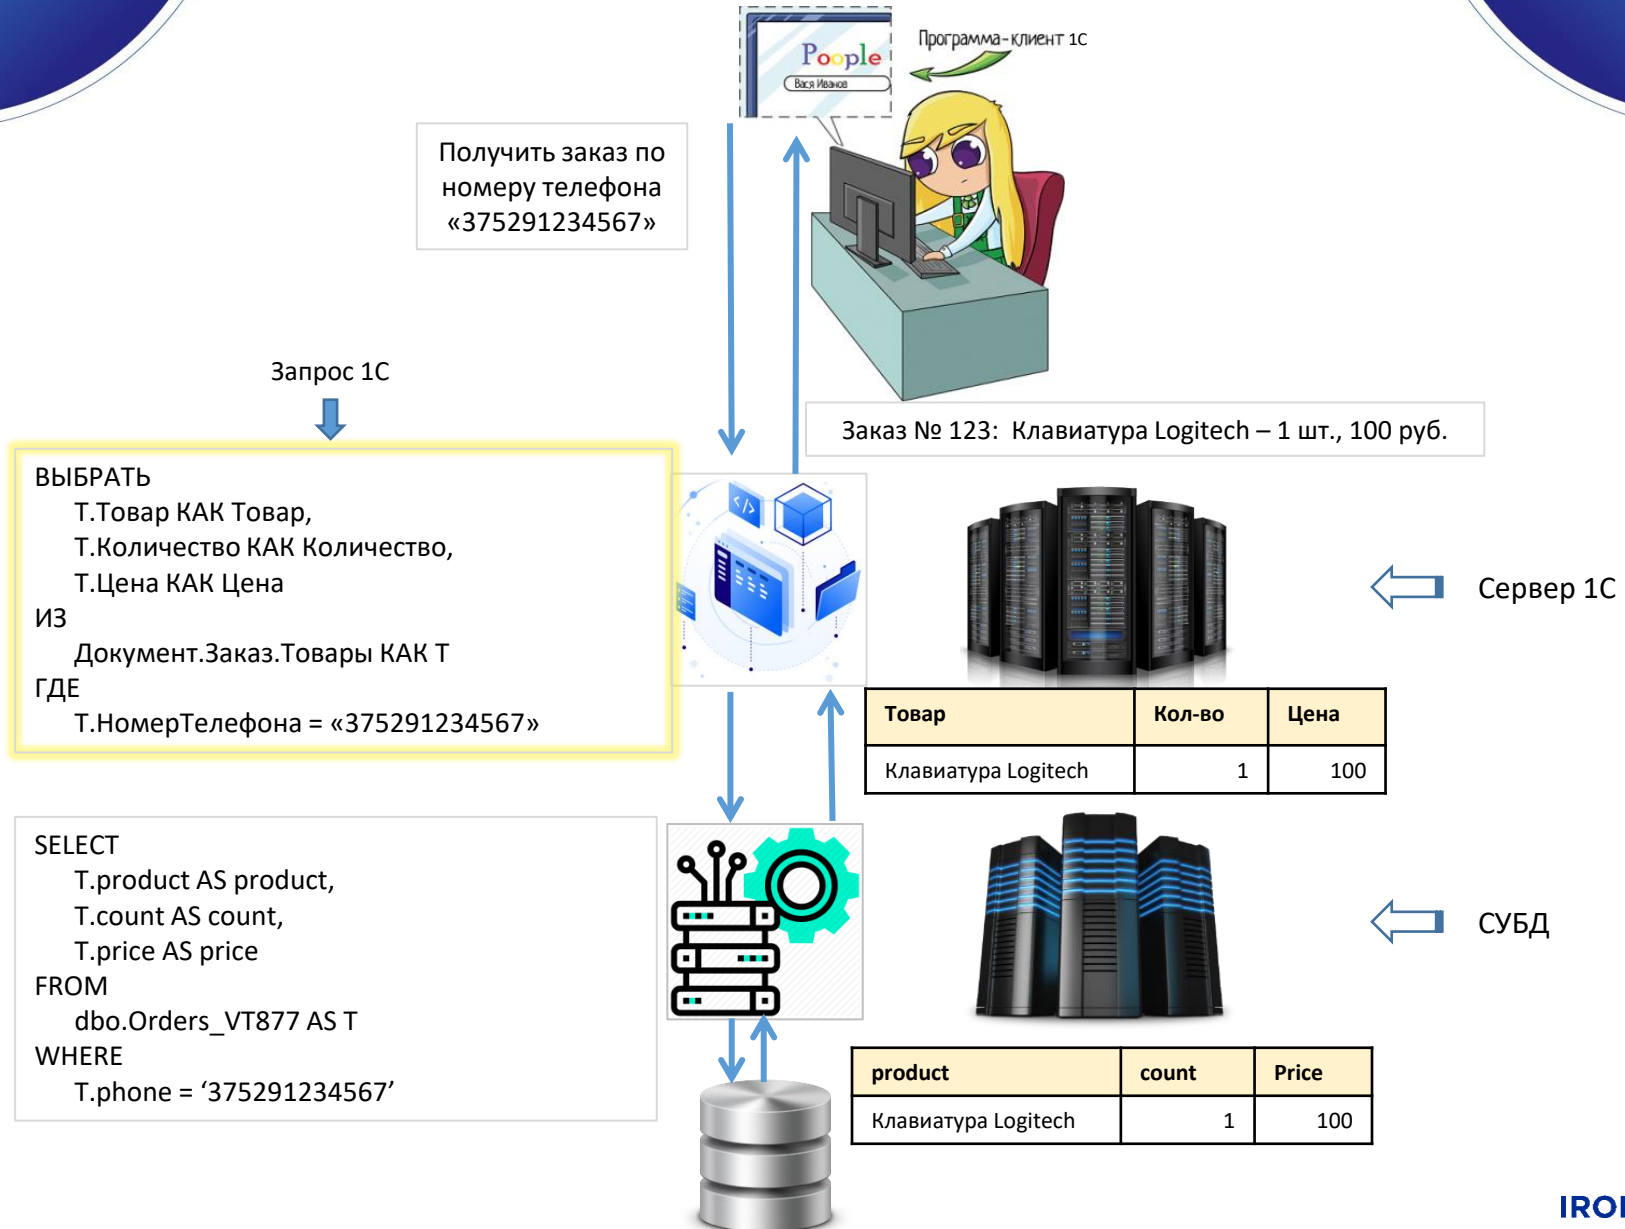 Poople
Вася Иванов
Программа-клиент 1С
Получить заказ по
номеру телефона
«375291234567»
Запрос 1С
Заказ № 123: Клавиатура Logitech – 1 шт., 100 руб.
ВЫБРАТЬ
Т.Товар КАК Товар,
Т.Количество КАК Количество,
Т.Цена КАК Цена
ИЗ
Документ.Заказ.Товары КАК Т
ГДЕ
Т.НомерТелефона = «375291234567»
</>
Сервер 1С
Товар Кол-во Цена
Клавиатура Logitech 1 100
SELECT
T.product AS product,
T.count AS count,
T.price AS price
FROM
dbo.Orders_VT877 AS T
WHERE
T.phone = ‘375291234567’
СУБД
product count Price
Клавиатура Logitech 1 100